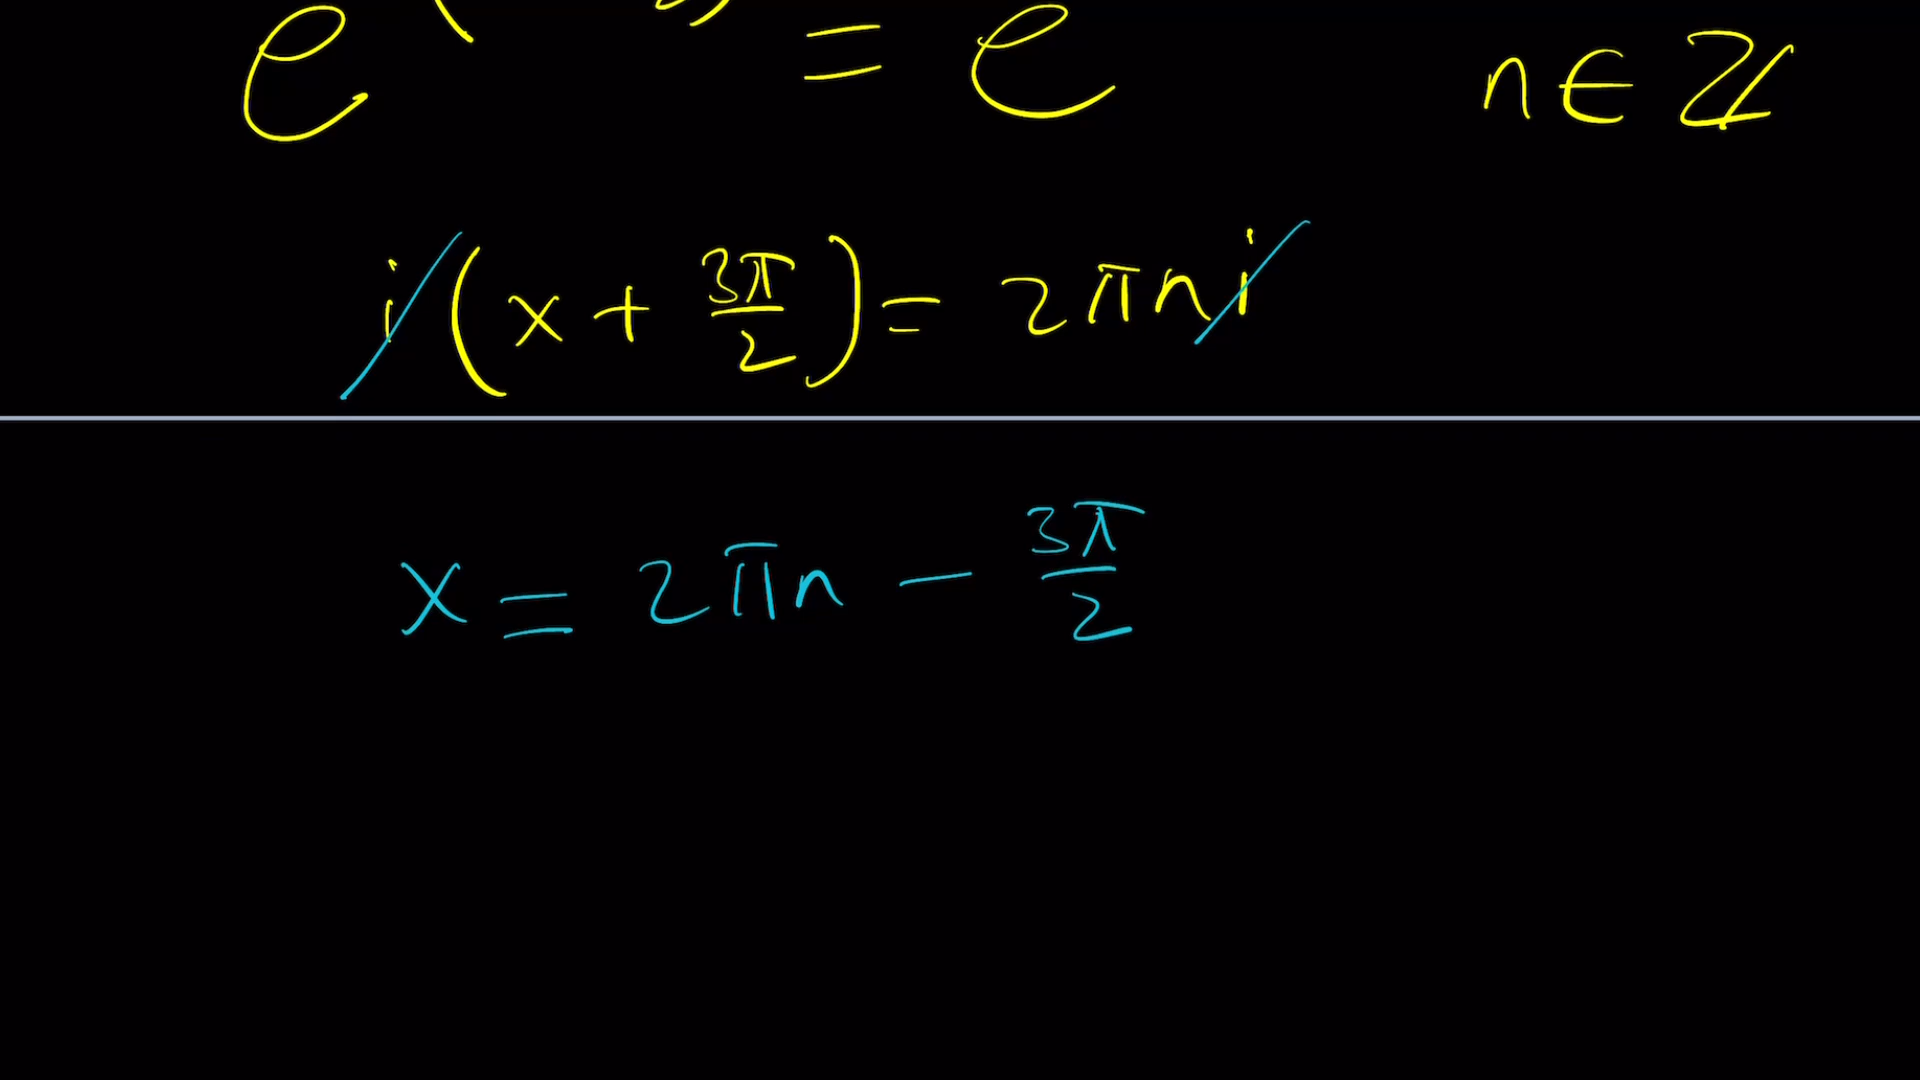 e = e n ∈ ℤ
i(x + 3π/2) = 2πni
x = 2πn - 3π/2